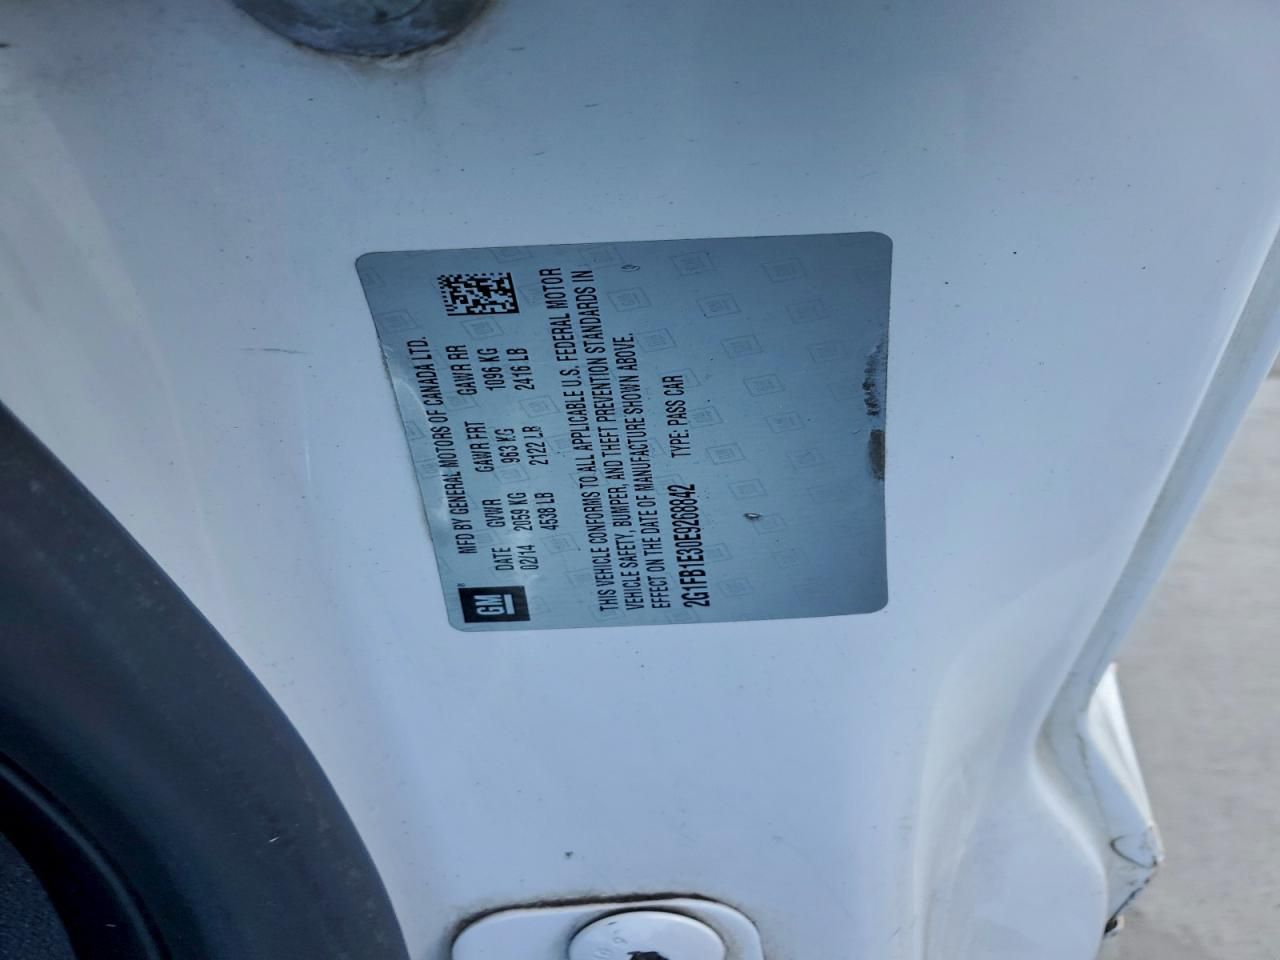 MFD BY GENERAL MOTORS OF CANADA LTD.
GM®
DATE GVWR GAWR FRT GAWR RR
02/14 2059 KG 963 KG 1096 KG
4538 LB 2122 LB 2416 LB
THIS VEHICLE CONFORMS TO ALL APPLICABLE U.S. FEDERAL MOTOR
VEHICLE SAFETY, BUMPER, AND THEFT PREVENTION STANDARDS IN
EFFECT ON THE DATE OF MANUFACTURE SHOWN ABOVE.
2G1FB1E30E9268842 TYPE: PASS CAR